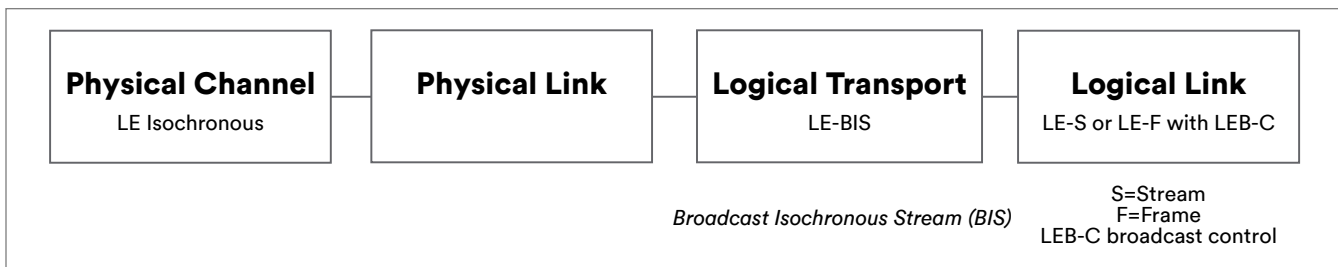 Physical Channel
LE Isochronous
Physical Link
Logical Transport
LE-BIS
Logical Link
LE-S or LE-F with LEB-C
Broadcast Isochronous Stream (BIS)
S=Stream
F=Frame
LEB-C broadcast control